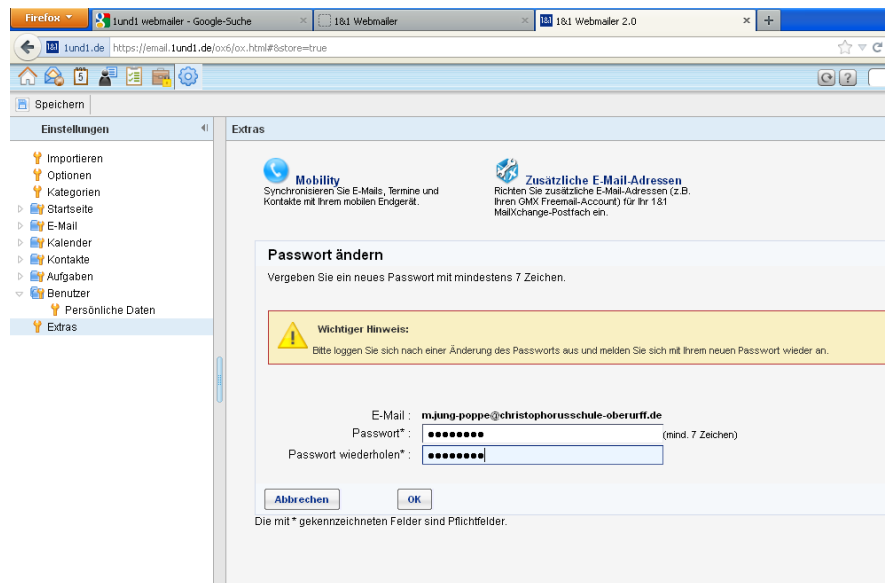 Firefox
1und1 webmailer - Google-Suche
1&1 Webmailer
1&1 1&1 Webmailer 2.0
1&1 1und1.de https://email.1und1.de/ox6/ox.html#&store=true
5
?
Speichern
Einstellungen
Extras
Importieren
Optionen
Kategorien
Startseite
E-Mail
Kalender
Kontakte
Aufgaben
Benutzer
Persönliche Daten
Extras
Mobility
Synchronisieren Sie E-Mails, Termine und
Kontakte mit Ihrem mobilen Endgerät.
Zusätzliche E-Mail-Adressen
Richten Sie zusätzliche E-Mail-Adressen (z.B.
Ihren GMX Freemail-Account) für Ihr 1&1
MailXchange-Postfach ein.
Passwort ändern
Vergeben Sie ein neues Passwort mit mindestens 7 Zeichen.
Wichtiger Hinweis:
Bitte loggen Sie sich nach einer Änderung des Passworts aus und melden Sie sich mit Ihrem neuen Passwort wieder an.
E-Mail : m.jung-poppe@christophorusschule-oberurff.de
Passwort* : ●●●●●●●● (mind. 7 Zeichen)
Passwort wiederholen* : ●●●●●●●●
Abbrechen OK
Die mit * gekennzeichneten Felder sind Pflichtfelder.